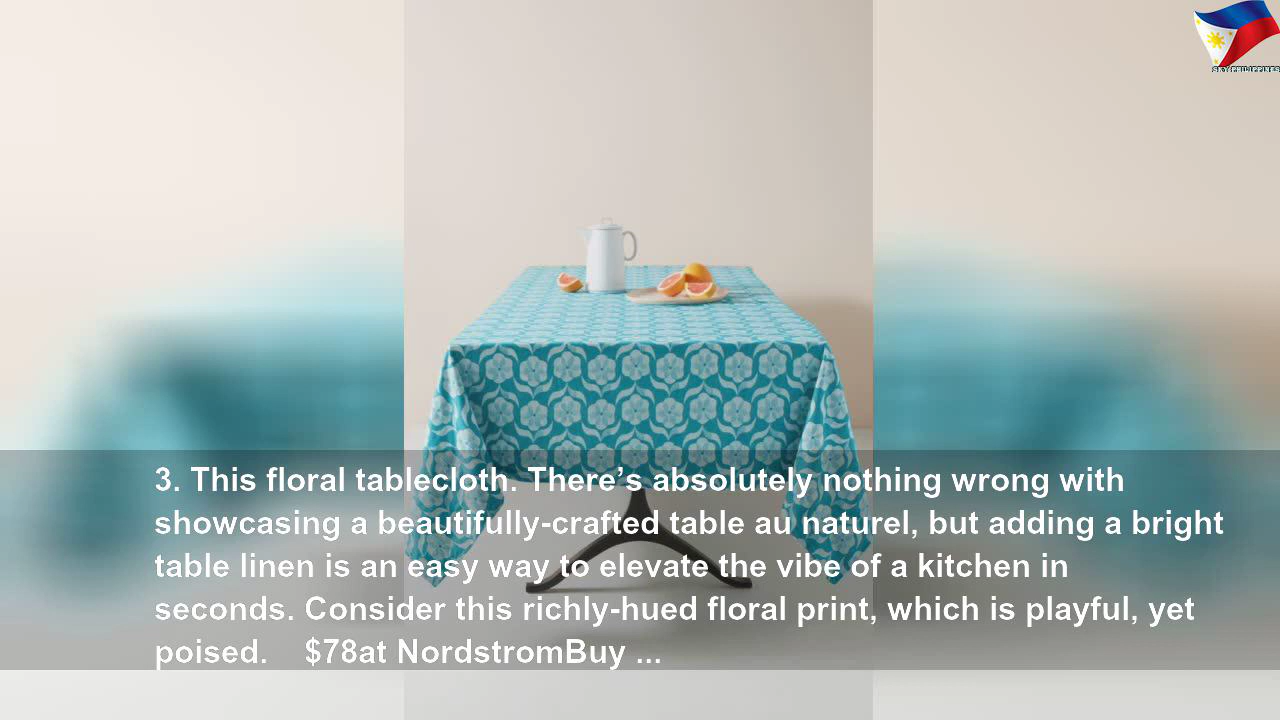 SKY PHILIPPINES
3. This floral tablecloth. There’s absolutely nothing wrong with
showcasing a beautifully-crafted table au naturel, but adding a bright
table linen is an easy way to elevate the vibe of a kitchen in
seconds. Consider this richly-hued floral print, which is playful, yet
poised.    $78at NordstromBuy ...